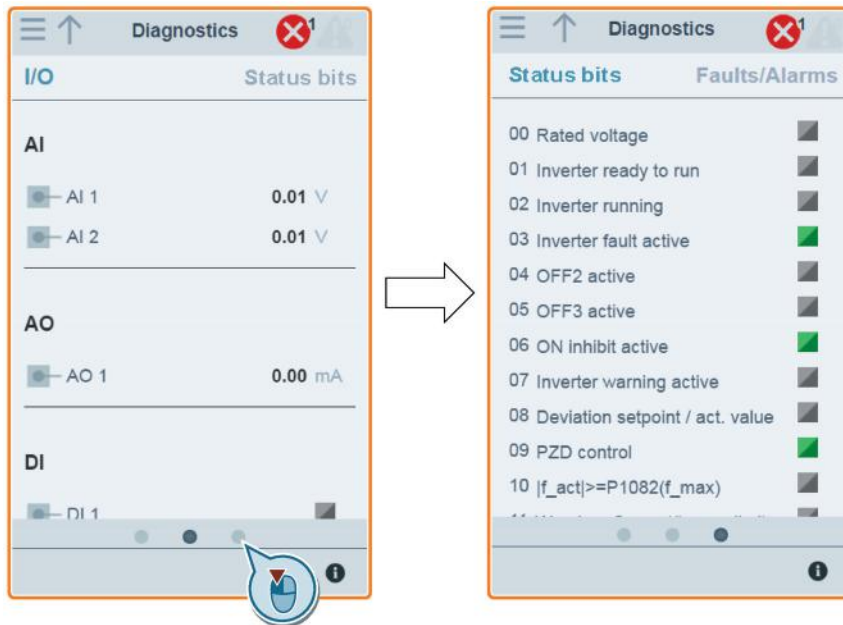 Diagnostics 1
I/O Status bits
AI
AI 1 0.01 V
AI 2 0.01 V
AO
AO 1 0.00 mA
DI
DI 1
Diagnostics 1
Status bits Faults/Alarms
00 Rated voltage
01 Inverter ready to run
02 Inverter running
03 Inverter fault active
04 OFF2 active
05 OFF3 active
06 ON inhibit active
07 Inverter warning active
08 Deviation setpoint / act. value
09 PZD control
10 |f_act|>=P1082(f_max)